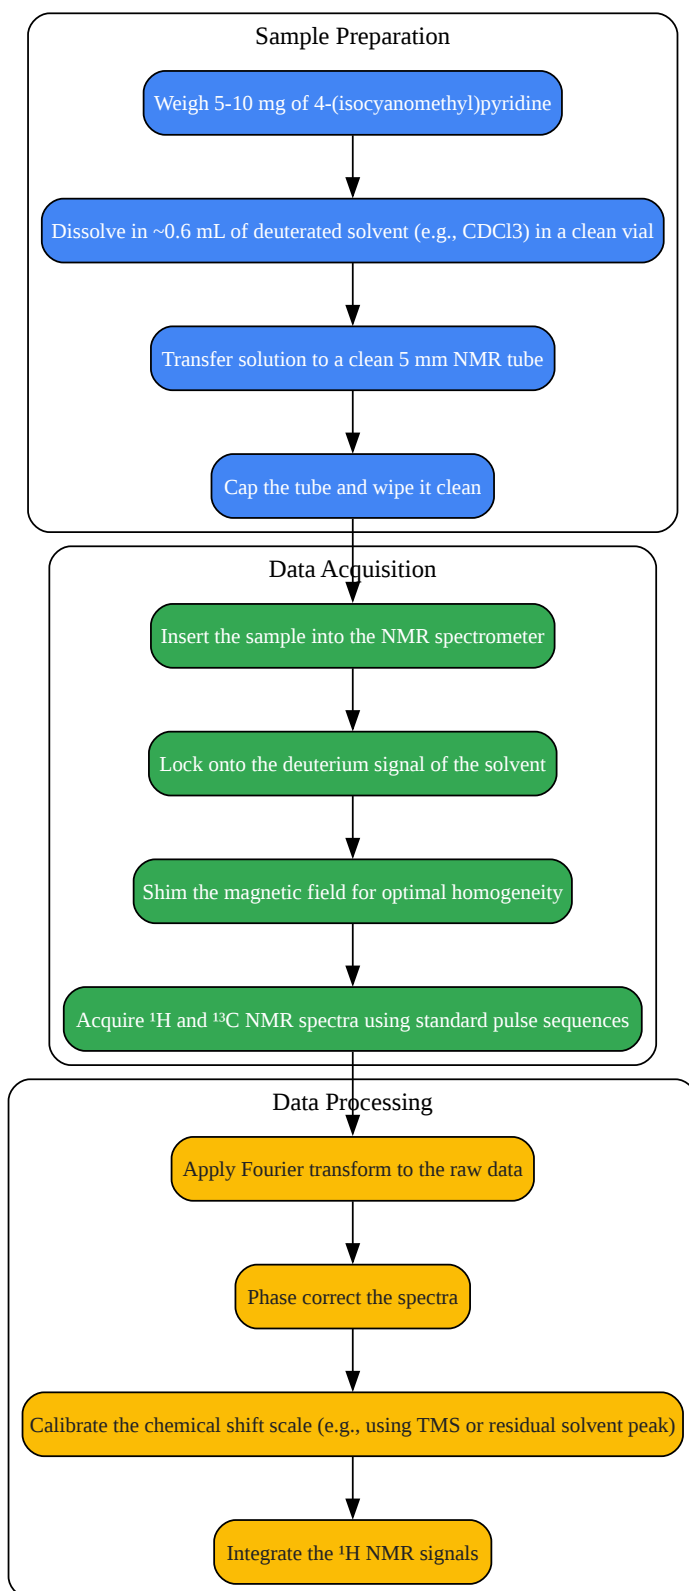 Sample Preparation
Weigh 5-10 mg of 4-(isocyanomethyl)pyridine
Dissolve in ~0.6 mL of deuterated solvent (e.g., CDCl3) in a clean vial
Transfer solution to a clean 5 mm NMR tube
Cap the tube and wipe it clean
Data Acquisition
Insert the sample into the NMR spectrometer
Lock onto the deuterium signal of the solvent
Shim the magnetic field for optimal homogeneity
Acquire ¹H and ¹³C NMR spectra using standard pulse sequences
Data Processing
Apply Fourier transform to the raw data
Phase correct the spectra
Calibrate the chemical shift scale (e.g., using TMS or residual solvent peak)
Integrate the ¹H NMR signals